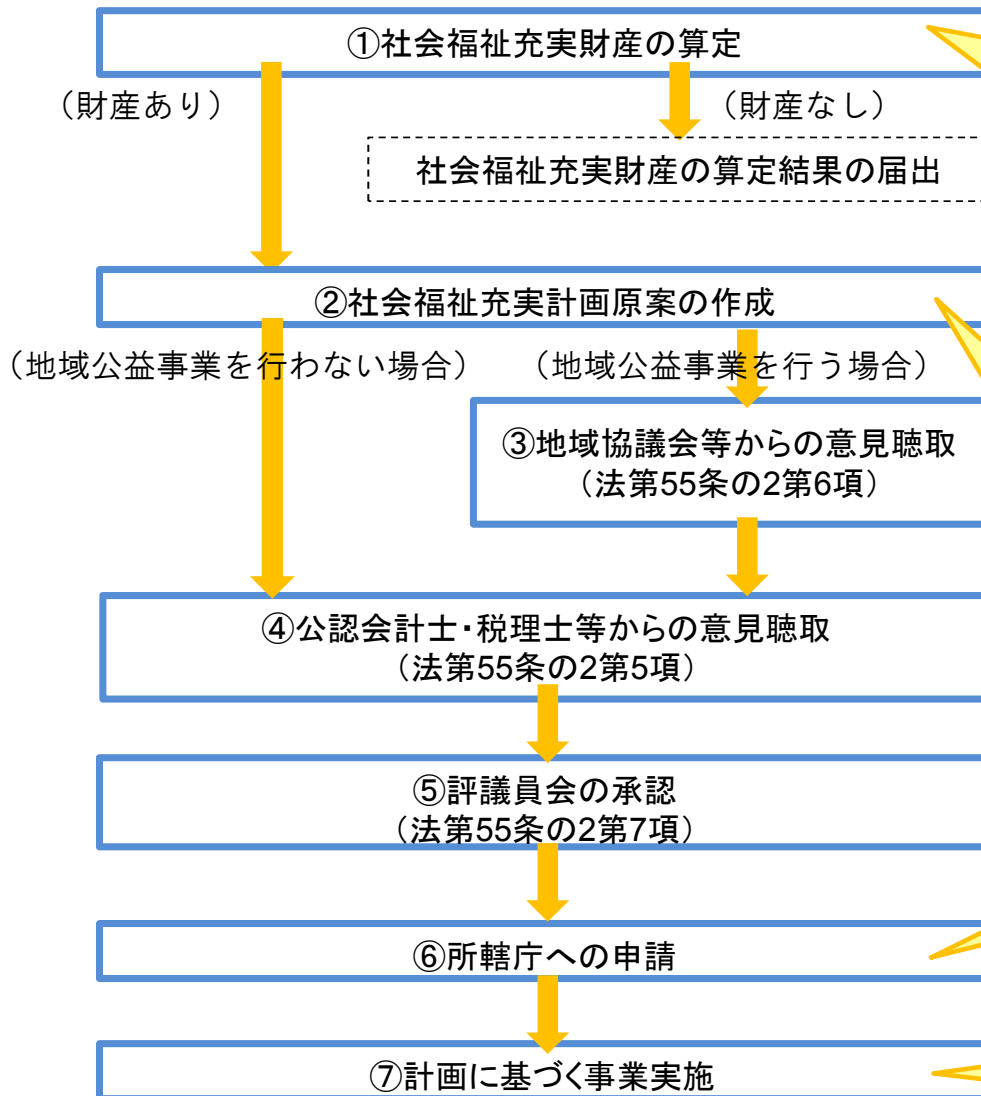 ①社会福祉充実財産の算定
（財産あり）
（財産なし）
社会福祉充実財産の算定結果の届出
②社会福祉充実計画原案の作成
（地域公益事業を行わない場合）
（地域公益事業を行う場合）
③地域協議会等からの意見聴取
（法第55条の2第6項）
④公認会計士・税理士等からの意見聴取
（法第55条の2第5項）
⑤評議員会の承認
（法第55条の2第7項）
⑥所轄庁への申請
⑦計画に基づく事業実施